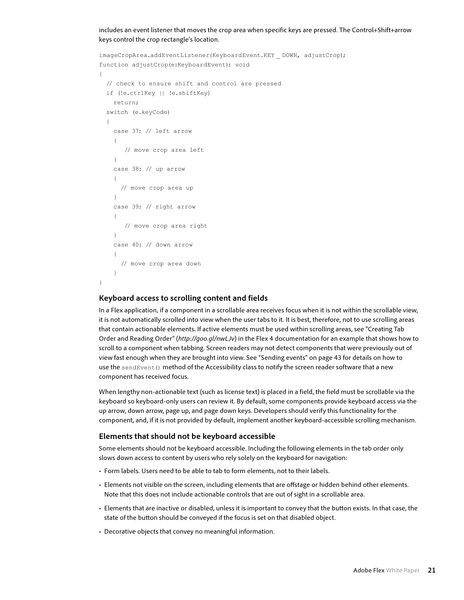 includes an event listener that moves the crop area when specific keys are pressed. The Control+Shift+arrow
keys control the crop rectangle's location.
imageCropArea.addEventListener(KeyboardEvent.KEY _ DOWN, adjustCrop);
function adjustCrop(e:KeyboardEvent): void
{
// check to ensure shift and control are pressed
if (!e.ctrlKey || !e.shiftKey)
return;
switch (e.keyCode)
{
case 37: // left arrow
{
// move crop area left
}
case 38: // up arrow
{
// move crop area up
}
case 39: // right arrow
{
// move crop area right
}
case 40: // down arrow
{
// move crop area down
}
}
Keyboard access to scrolling content and fields
In a Flex application, if a component in a scrollable area receives focus when it is not within the scrollable view,
it is not automatically scrolled into view when the user tabs to it. It is best, therefore, not to use scrolling areas
that contain actionable elements. If active elements must be used within scrolling areas, see "Creating Tab
Order and Reading Order" (http://goo.gl/nwLJv) in the Flex 4 documentation for an example that shows how to
scroll to a component when tabbing. Screen readers may not detect components that were previously out of
view fast enough when they are brought into view. See "Sending events" on page 43 for details on how to
use the sendEvent() method of the Accessibility class to notify the screen reader software that a new
component has received focus.
When lengthy non-actionable text (such as license text) is placed in a field, the field must be scrollable via the
keyboard so keyboard-only users can review it. By default, some components provide keyboard access via the
up arrow, down arrow, page up, and page down keys. Developers should verify this functionality for the
component, and, if it is not provided by default, implement another keyboard-accessible scrolling mechanism.
Elements that should not be keyboard accessible
Some elements should not be keyboard accessible. Including the following elements in the tab order only
slows down access to content by users who rely solely on the keyboard for navigation:
• Form labels. Users need to be able to tab to form elements, not to their labels.
• Elements not visible on the screen, including elements that are offstage or hidden behind other elements.
Note that this does not include actionable controls that are out of sight in a scrollable area.
• Elements that are inactive or disabled, unless it is important to convey that the button exists. In that case, the
state of the button should be conveyed if the focus is set on that disabled object.
• Decorative objects that convey no meaningful information.
Adobe Flex White Paper 21